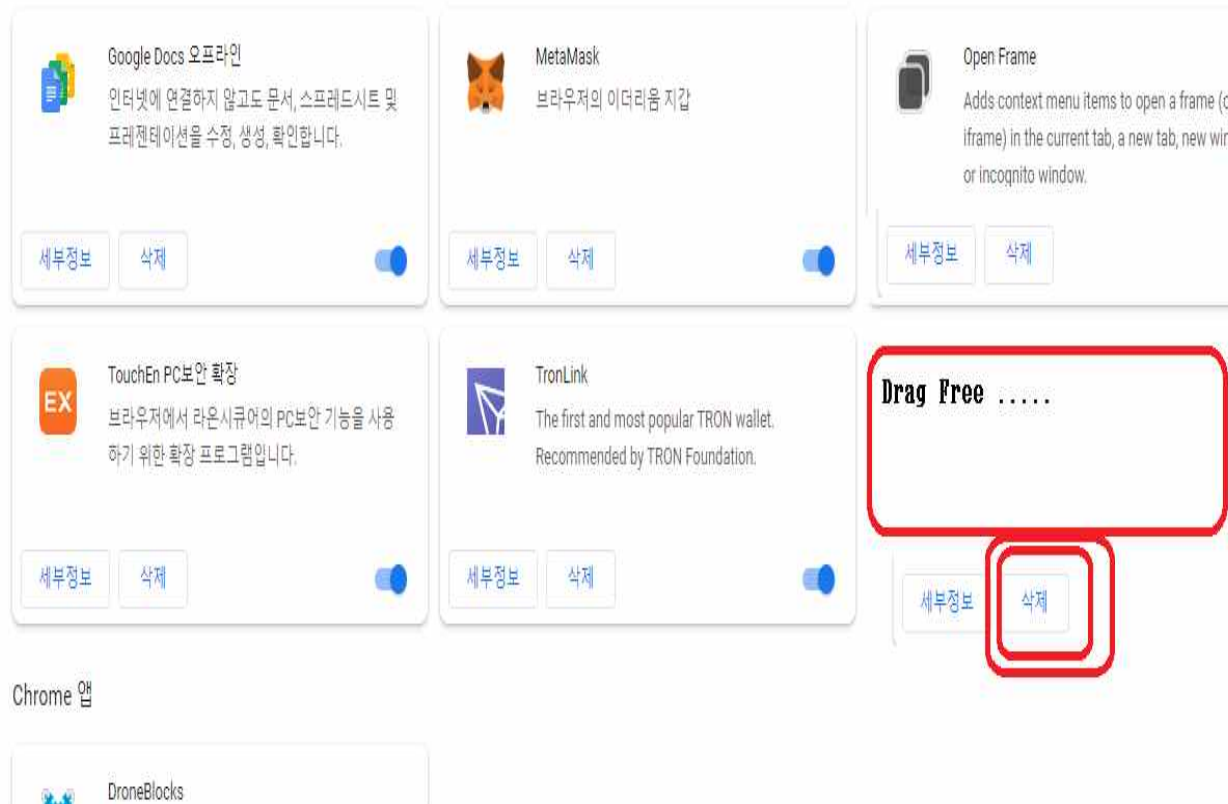 Google Docs 오프라인
인터넷에 연결하지 않고도 문서, 스프레드시트 및
프레젠테이션을 수정, 생성, 확인합니다.
세부정보
삭제
MetaMask
브라우저의 이더리움 지갑
세부정보
삭제
Open Frame
Adds context menu items to open a frame (
iframe) in the current tab, a new tab, new
or incognito window.
세부정보
삭제
EX
TouchEn PC보안 확장
브라우저에서 라온시큐어의 PC보안 기능을 사용
하기 위한 확장 프로그램입니다.
세부정보
삭제
TronLink
The first and most popular TRON wallet.
Recommended by TRON Foundation.
세부정보
삭제
Drag Free .....
세부정보
삭제
Chrome 앱
DroneBlocks